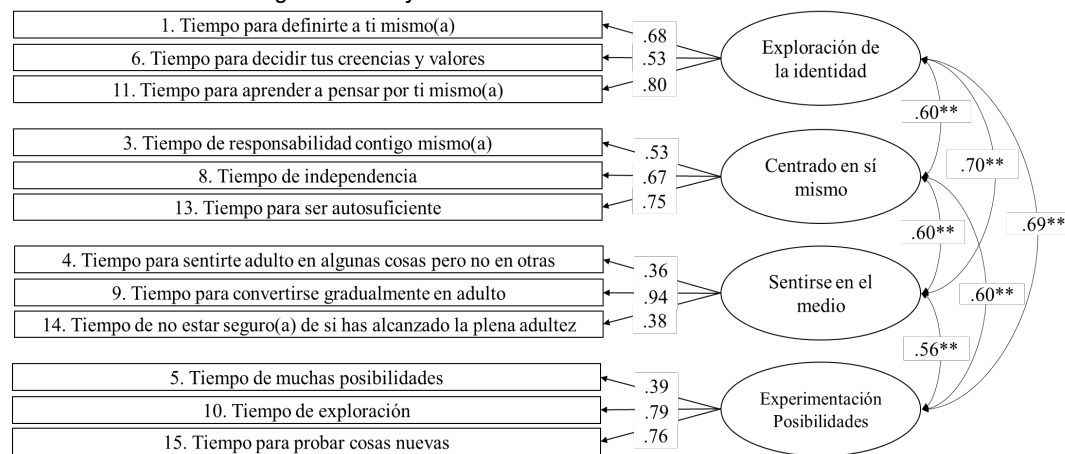 1. Tiempo para definirte a ti mismo(a)
6. Tiempo para decidir tus creencias y valores
11. Tiempo para aprender a pensar por ti mismo(a)
.68
.53
.80
Exploración de
la identidad
.60**
3. Tiempo de responsabilidad contigo mismo(a)
8. Tiempo de independencia
13. Tiempo para ser autosuficiente
.53
.67
.75
Centrado en sí
mismo
.70**
.69**
.60**
4. Tiempo para sentirte adulto en algunas cosas pero no en otras
9. Tiempo para convertirse gradualmente en adulto
14. Tiempo de no estar seguro(a) de si has alcanzado la plena adultez
.36
.94
.38
Sentirse en el
medio
.60**
.56**
5. Tiempo de muchas posibilidades
10. Tiempo de exploración
15. Tiempo para probar cosas nuevas
.39
.79
.76
Experimentación
Posibilidades